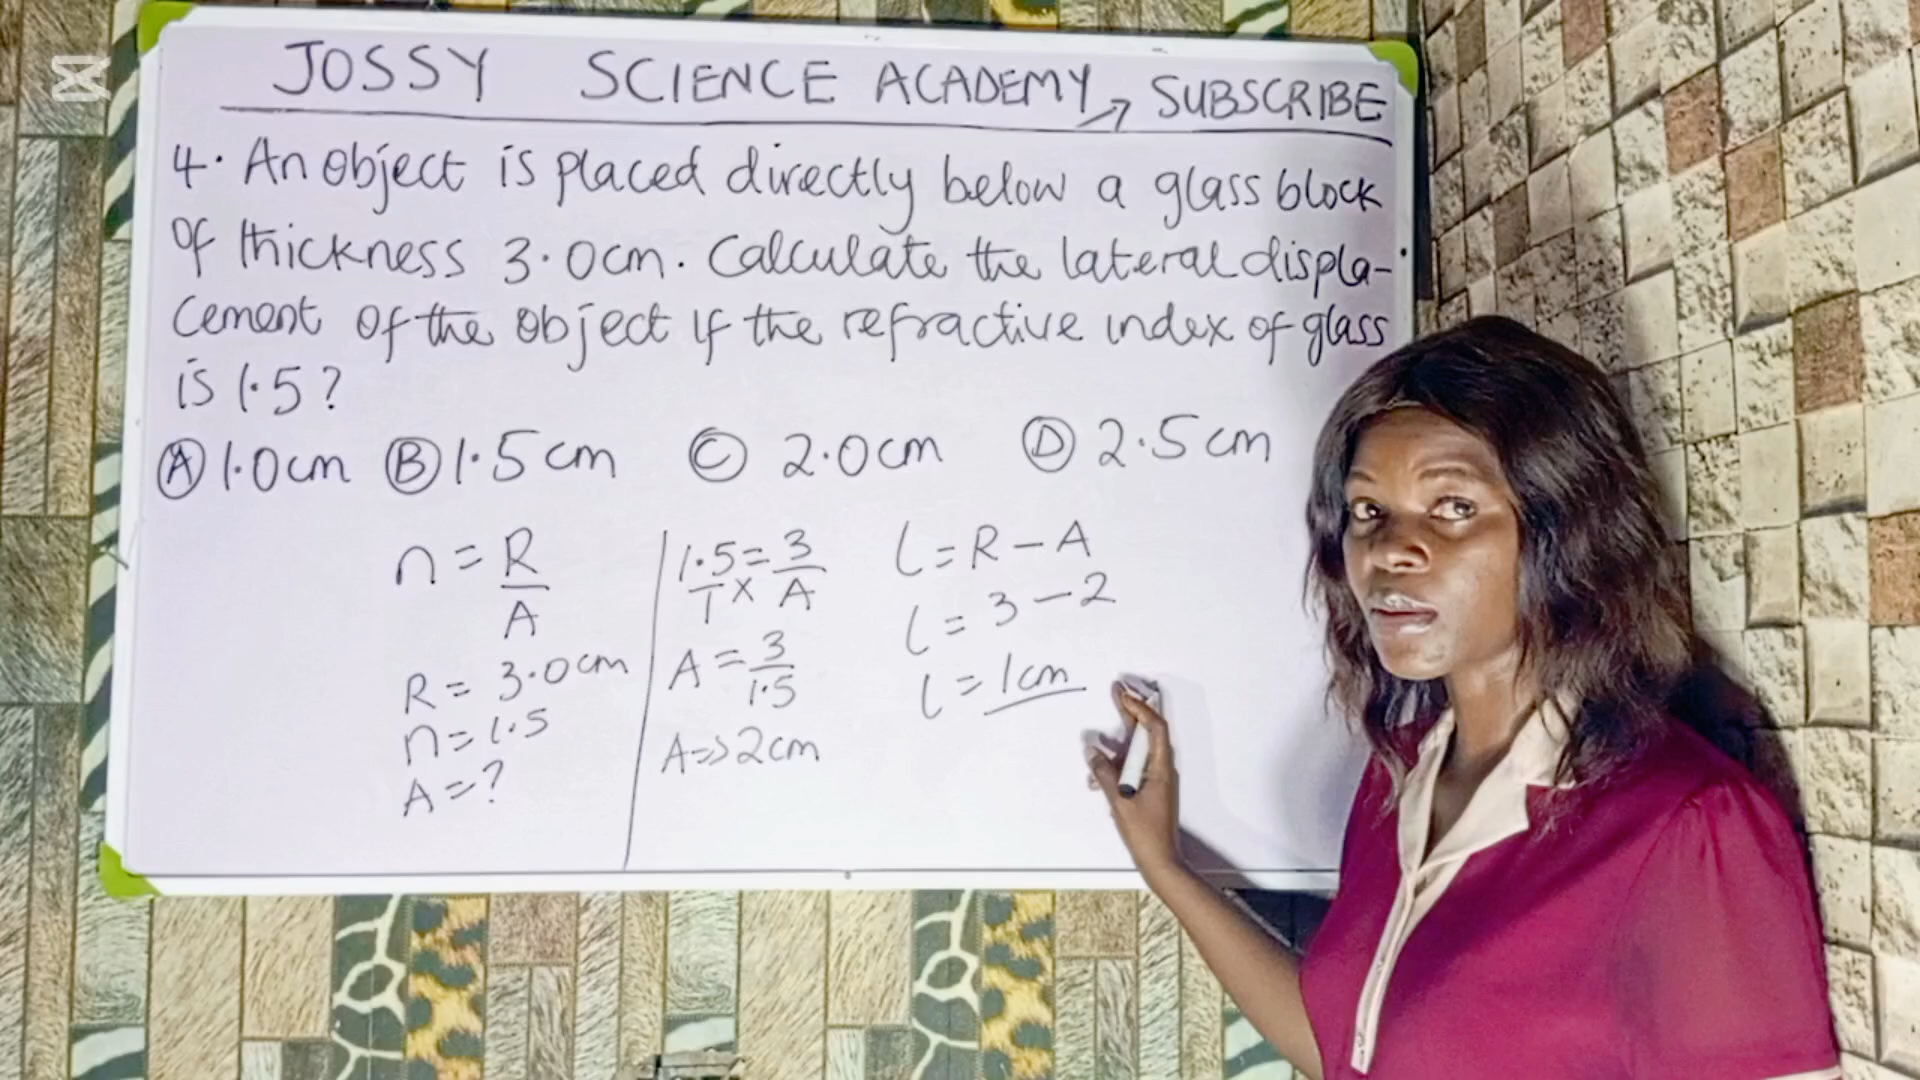 JOSSY SCIENCE ACADEMY → SUBSCRIBE
4. An object is placed directly below a glass block
of thickness 3.0cm. Calculate the lateral displa-
cement of the object if the refractive index of glass
is 1.5?
Ⓐ 1.0cm Ⓑ 1.5cm Ⓒ 2.0cm Ⓓ 2.5cm
n = R/A
R = 3.0cm
n = 1.5
A = ?
1.5/1 × = 3/A
A = 3/1.5
A => 2cm
l = R - A
l = 3 - 2
l = 1cm